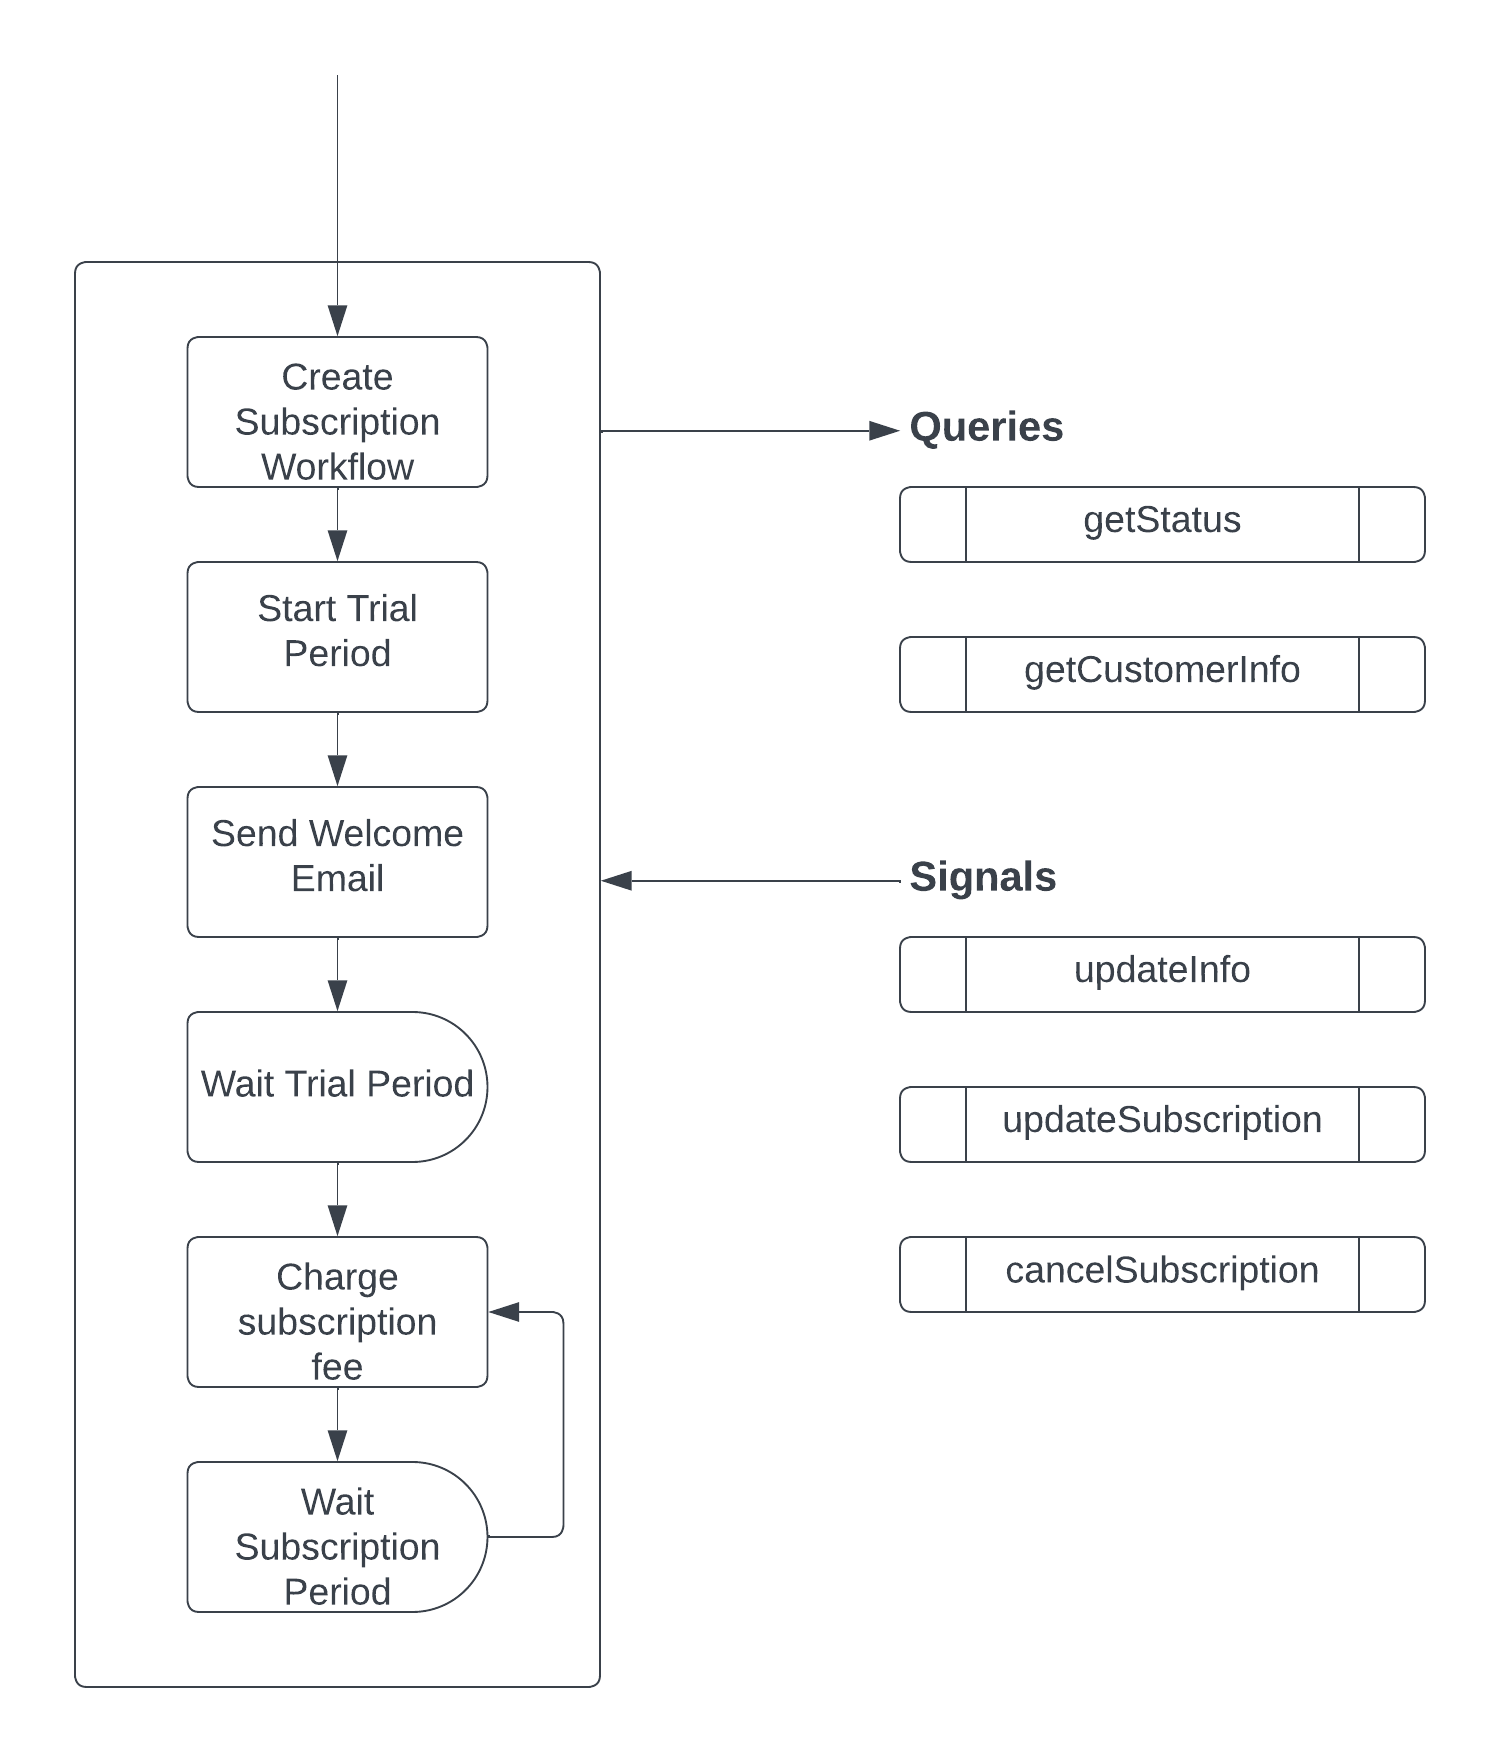 Create
Subscription
Workflow
Start Trial
Period
Send Welcome
Email
Wait Trial Period
Charge
subscription
fee
Wait
Subscription
Period
Queries
getStatus
getCustomerInfo
Signals
updateInfo
updateSubscription
cancelSubscription